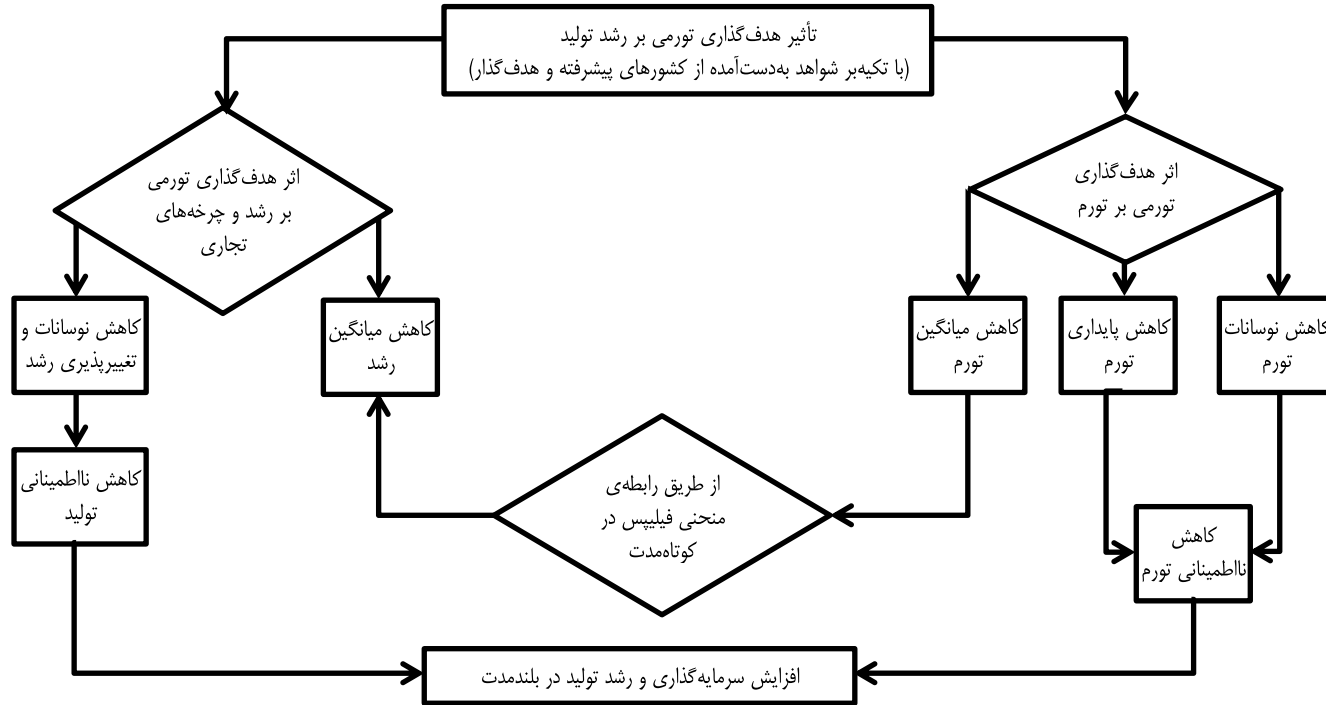 تأثیر هدف‌گذاری تورمی بر رشد تولید
(با تکیه‌بر شواهد به‌دست‌آمده از کشورهای پیشرفته و هدف‌گذار)
اثر هدف‌گذاری
تورمی بر تورم
اثر هدف‌گذاری تورمی
بر رشد و چرخه‌های
تجاری
کاهش نوسانات
تورم
کاهش پایداری
تورم
کاهش میانگین
تورم
کاهش میانگین
رشد
کاهش نوسانات و
تغییرپذیری رشد
از طریق رابطه‌ی
منحنی فیلیپس در
کوتاه‌مدت
کاهش نااطمینانی
تولید
کاهش
نااطمینانی تورم
افزایش سرمایه‌گذاری و رشد تولید در بلندمدت